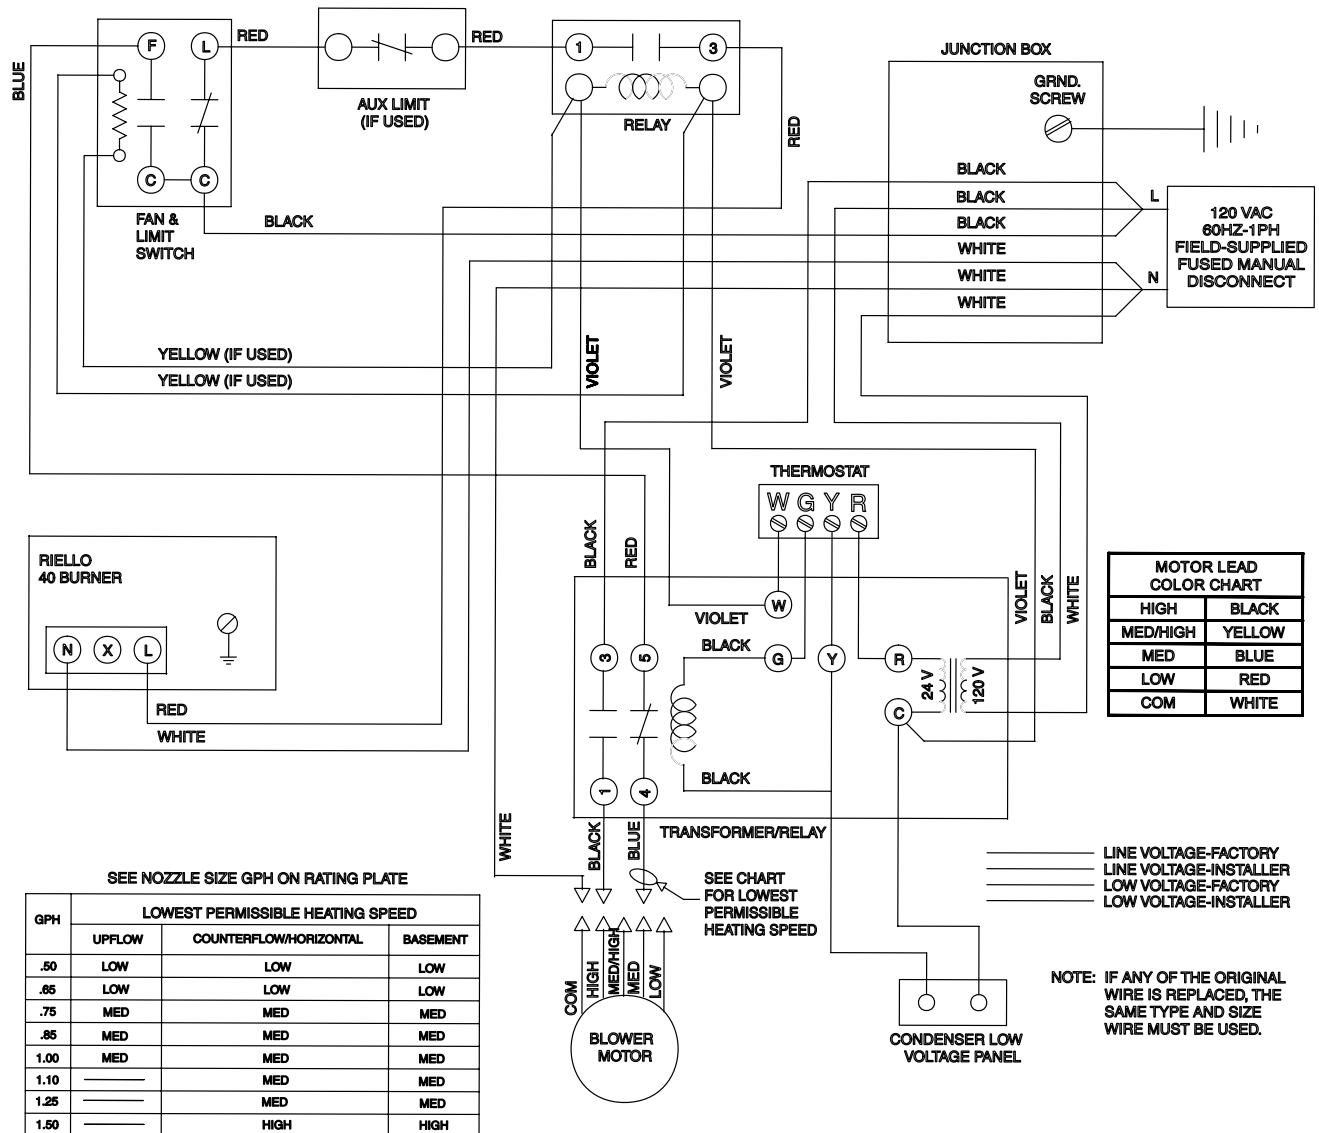 F
L
RED
RED
1
3
BLUE
AUX LIMIT
(IF USED)
RELAY
RED
C
C
FAN &
LIMIT
SWITCH
BLACK
JUNCTION BOX
GRND.
SCREW
BLACK
BLACK
BLACK
WHITE
WHITE
WHITE
L
N
120 VAC
60HZ-1PH
FIELD-SUPPLIED
FUSED MANUAL
DISCONNECT
YELLOW (IF USED)
YELLOW (IF USED)
VIOLET
VIOLET
THERMOSTAT
W G Y R
BLACK
RED
RIELLO
40 BURNER
N X L
RED
WHITE
W
VIOLET
BLACK
3
5
G
Y
R
C
24 V
120 V
VIOLET
BLACK
WHITE
BLACK
1
4
TRANSFORMER/RELAY
MOTOR LEAD
COLOR CHART
HIGH BLACK
MED/HIGH YELLOW
MED BLUE
LOW RED
COM WHITE
WHITE
BLACK
BLUE
SEE CHART
FOR LOWEST
PERMISSIBLE
HEATING SPEED
COM
HIGH
MED/HIGH
MED
LOW
BLOWER
MOTOR
CONDENSER LOW
VOLTAGE PANEL
LINE VOLTAGE-FACTORY
LINE VOLTAGE-INSTALLER
LOW VOLTAGE-FACTORY
LOW VOLTAGE-INSTALLER
NOTE: IF ANY OF THE ORIGINAL
WIRE IS REPLACED, THE
SAME TYPE AND SIZE
WIRE MUST BE USED.
SEE NOZZLE SIZE GPH ON RATING PLATE
GPH LOWEST PERMISSIBLE HEATING SPEED
UPFLOW COUNTERFLOW/HORIZONTAL BASEMENT
.50 LOW LOW LOW
.65 LOW LOW LOW
.75 MED MED MED
.85 MED MED MED
1.00 MED MED MED
1.10 MED MED
1.25 MED MED
1.50 HIGH HIGH